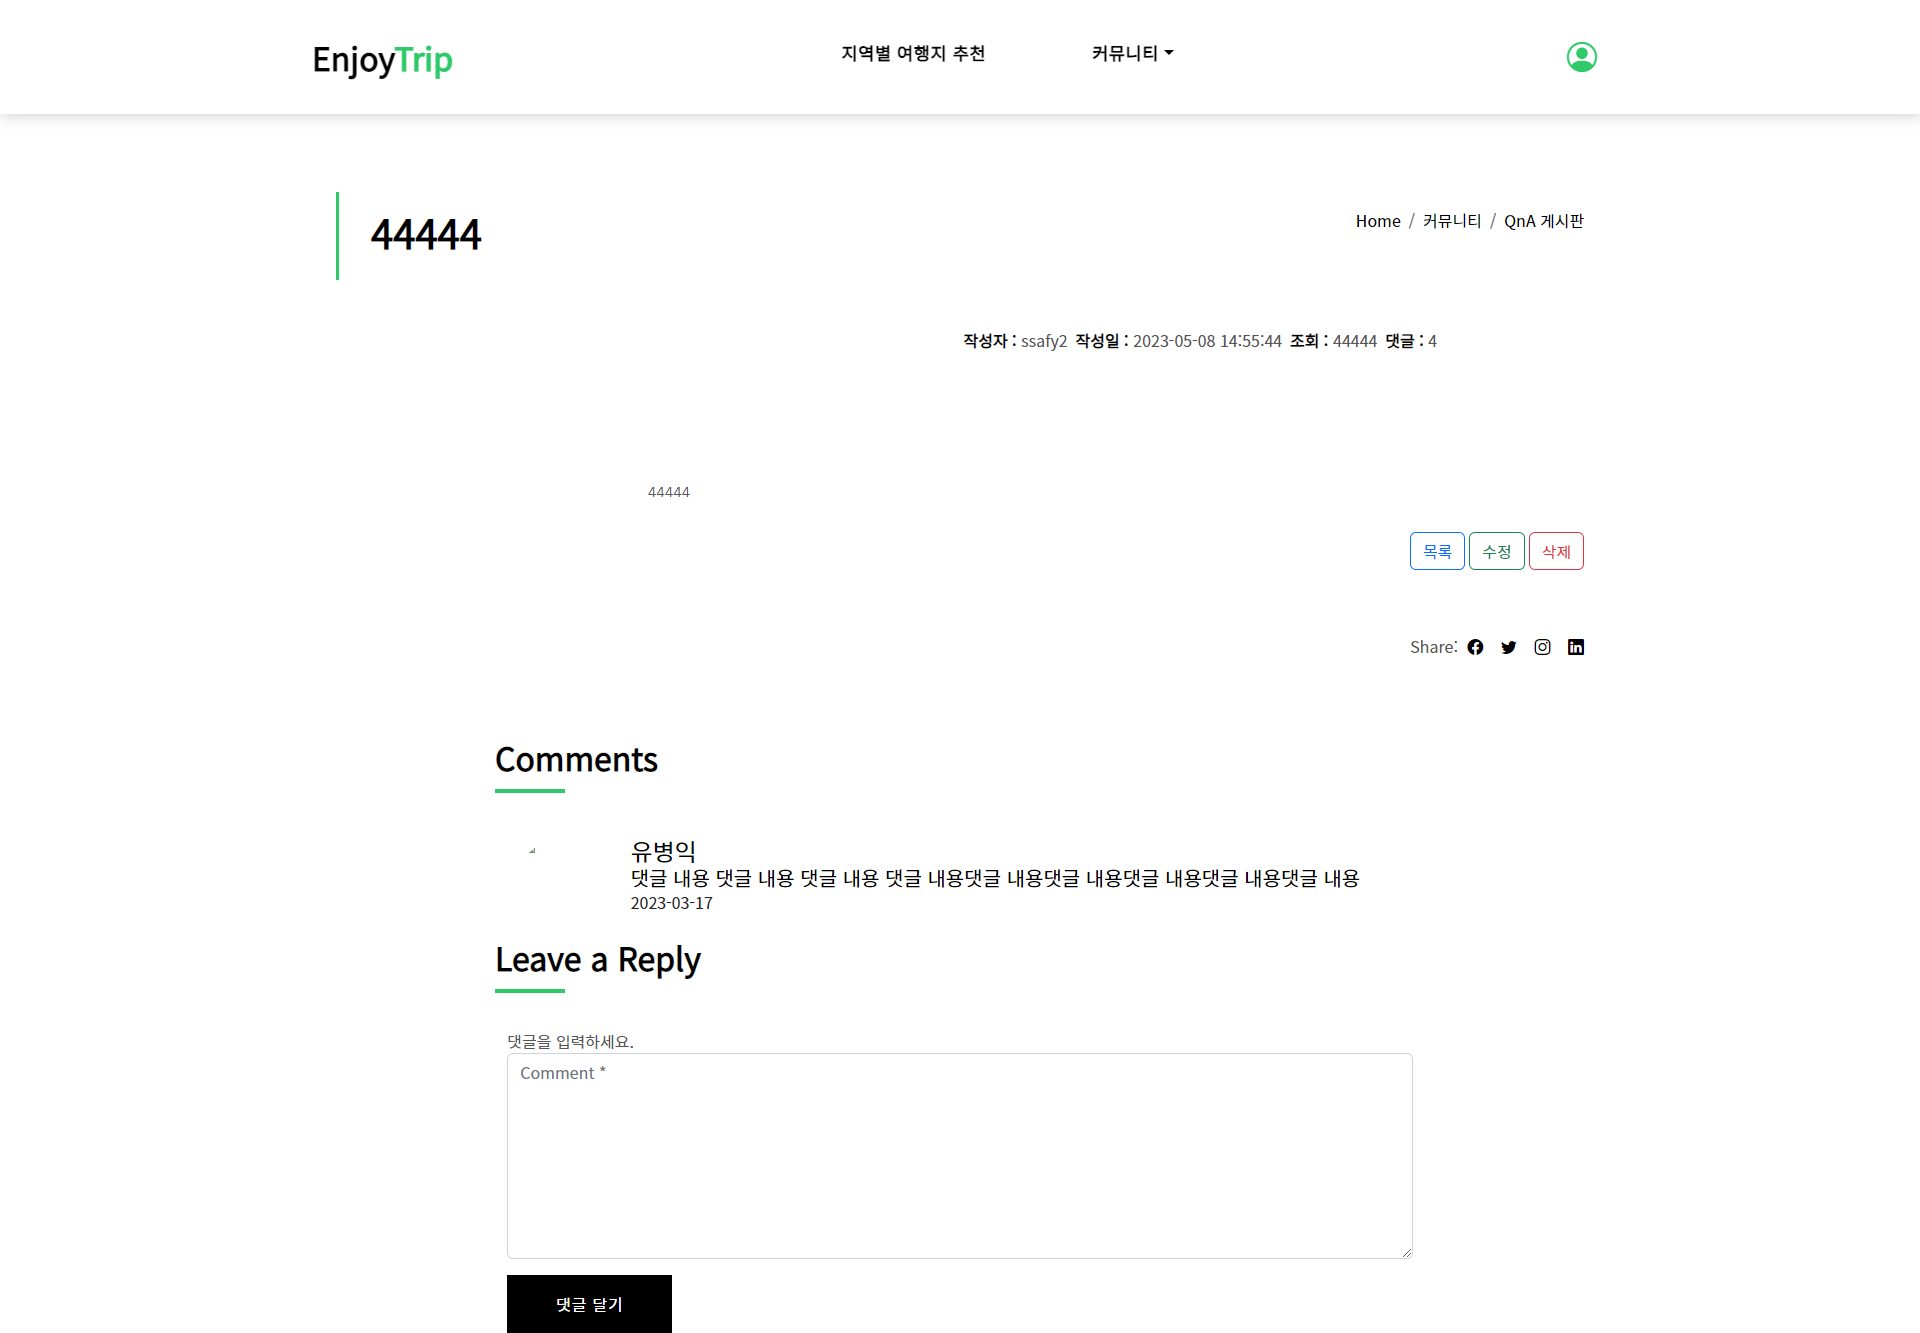 EnjoyTrip 지역별 여행지 추천 커뮤니티
44444
Home / 커뮤니티 / QnA 게시판
작성자 : ssafy2 작성일 : 2023-05-08 14:55:44 조회 : 44444 댓글 : 4
44444
목록 수정 삭제
Share:
Comments
유병익
댓글 내용 댓글 내용 댓글 내용 댓글 내용댓글 내용댓글 내용댓글 내용댓글 내용댓글 내용
2023-03-17
Leave a Reply
댓글을 입력하세요.
Comment *
댓글 달기